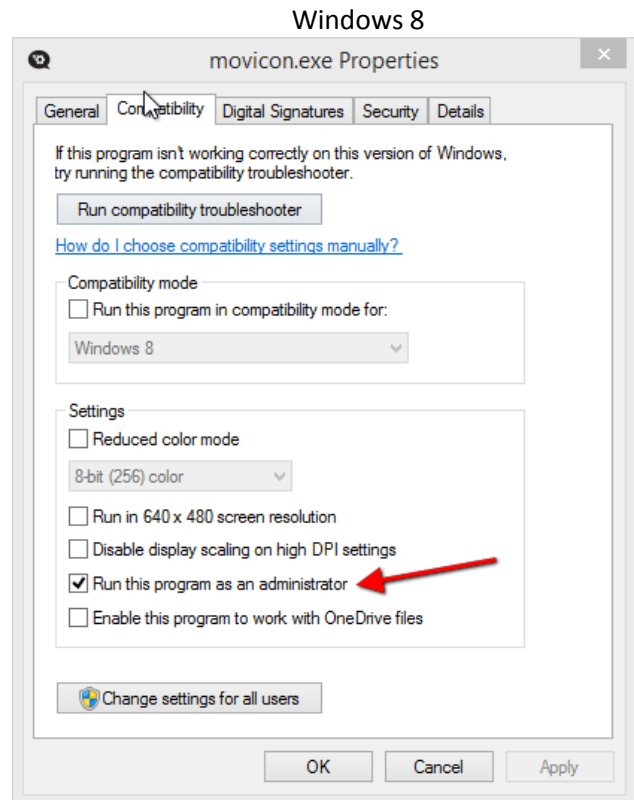 Windows 8
movicon.exe Properties
General Compatibility Digital Signatures Security Details
If this program isn't working correctly on this version of Windows,
try running the compatibility troubleshooter.
Run compatibility troubleshooter
How do I choose compatibility settings manually?
Compatibility mode
Run this program in compatibility mode for:
Windows 8
Settings
Reduced color mode
8-bit (256) color
Run in 640 x 480 screen resolution
Disable display scaling on high DPI settings
Run this program as an administrator
Enable this program to work with OneDrive files
Change settings for all users
OK Cancel Apply